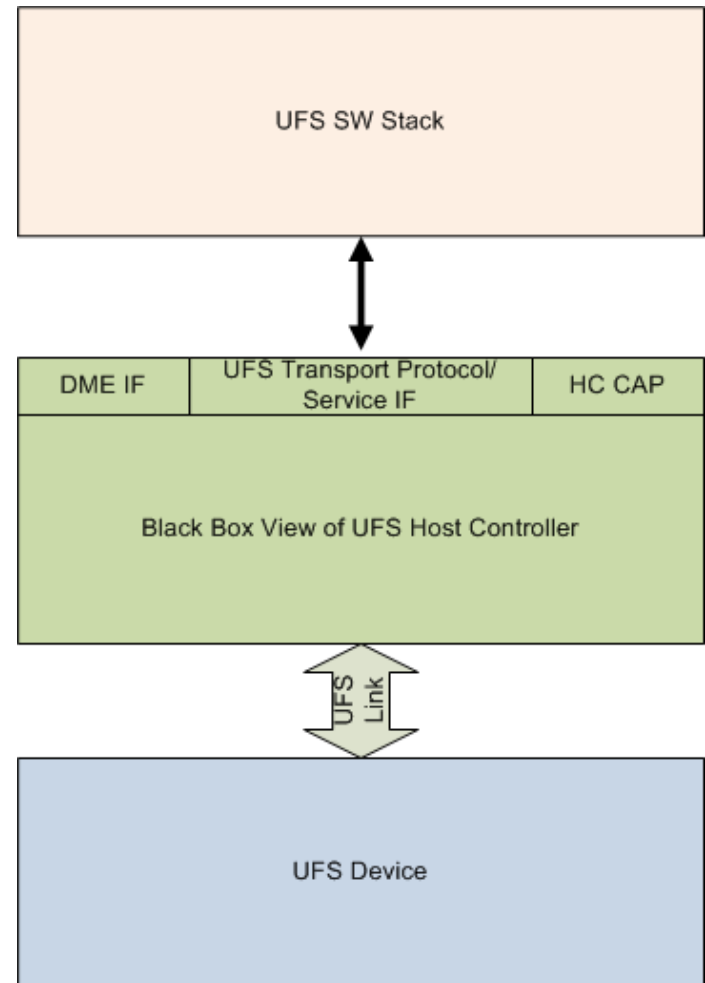 UFS SW Stack
DME IF
UFS Transport Protocol/
Service IF
HC CAP
Black Box View of UFS Host Controller
UFS
Link
UFS Device